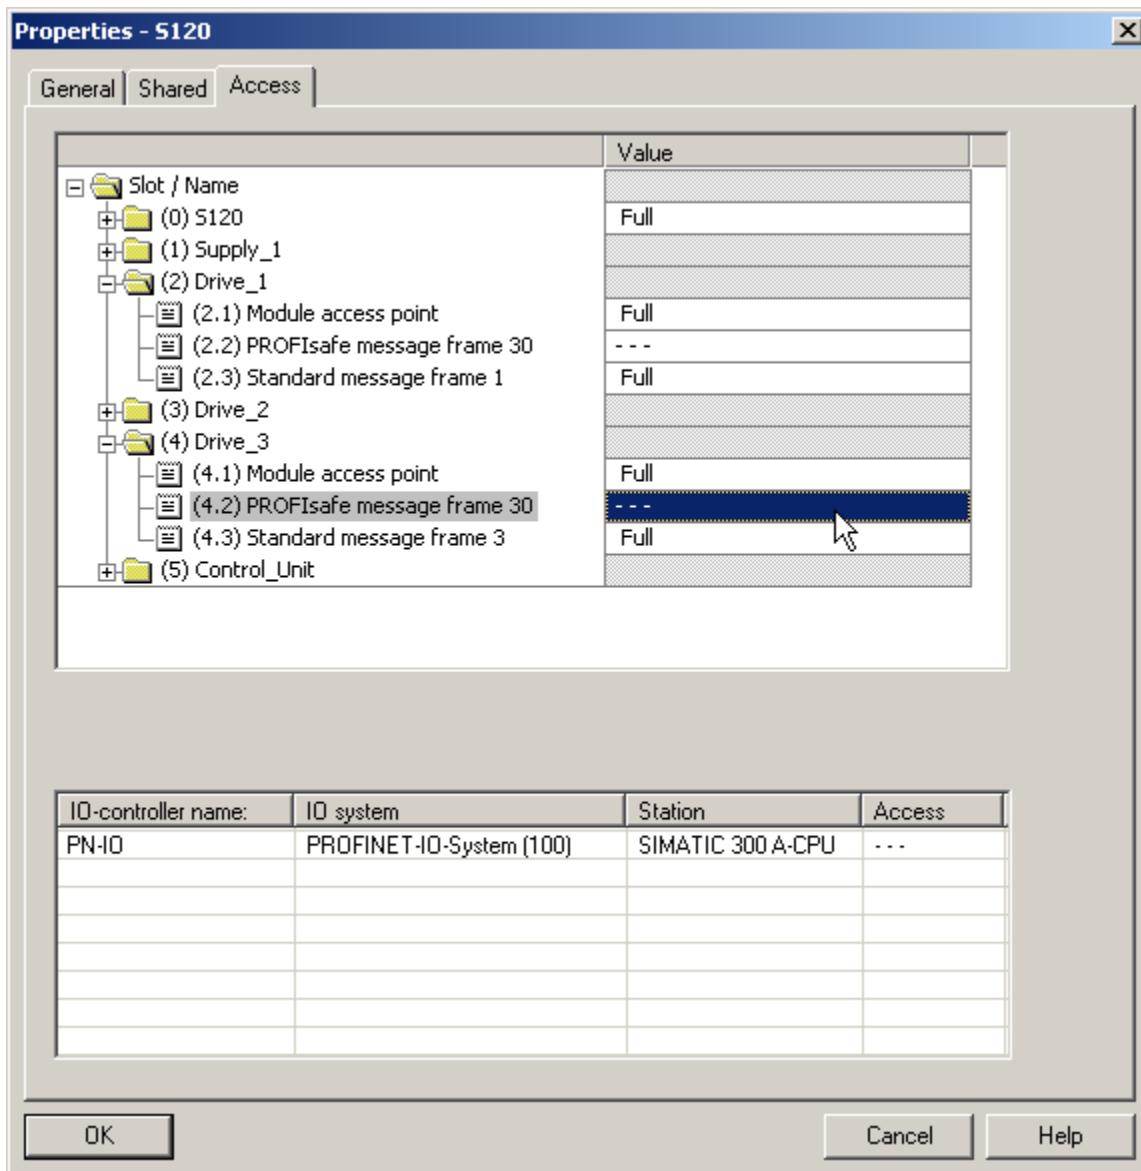 Properties - S120
General Shared Access
Value
Slot / Name
(0) S120 Full
(1) Supply_1
(2) Drive_1
(2.1) Module access point Full
(2.2) PROFIsafe message frame 30 - - -
(2.3) Standard message frame 1 Full
(3) Drive_2
(4) Drive_3
(4.1) Module access point Full
(4.2) PROFIsafe message frame 30 - - -
(4.3) Standard message frame 3 Full
(5) Control_Unit
IO-controller name: IO system Station Access
PN-IO PROFINET-IO-System (100) SIMATIC 300 A-CPU - - -
OK Cancel Help